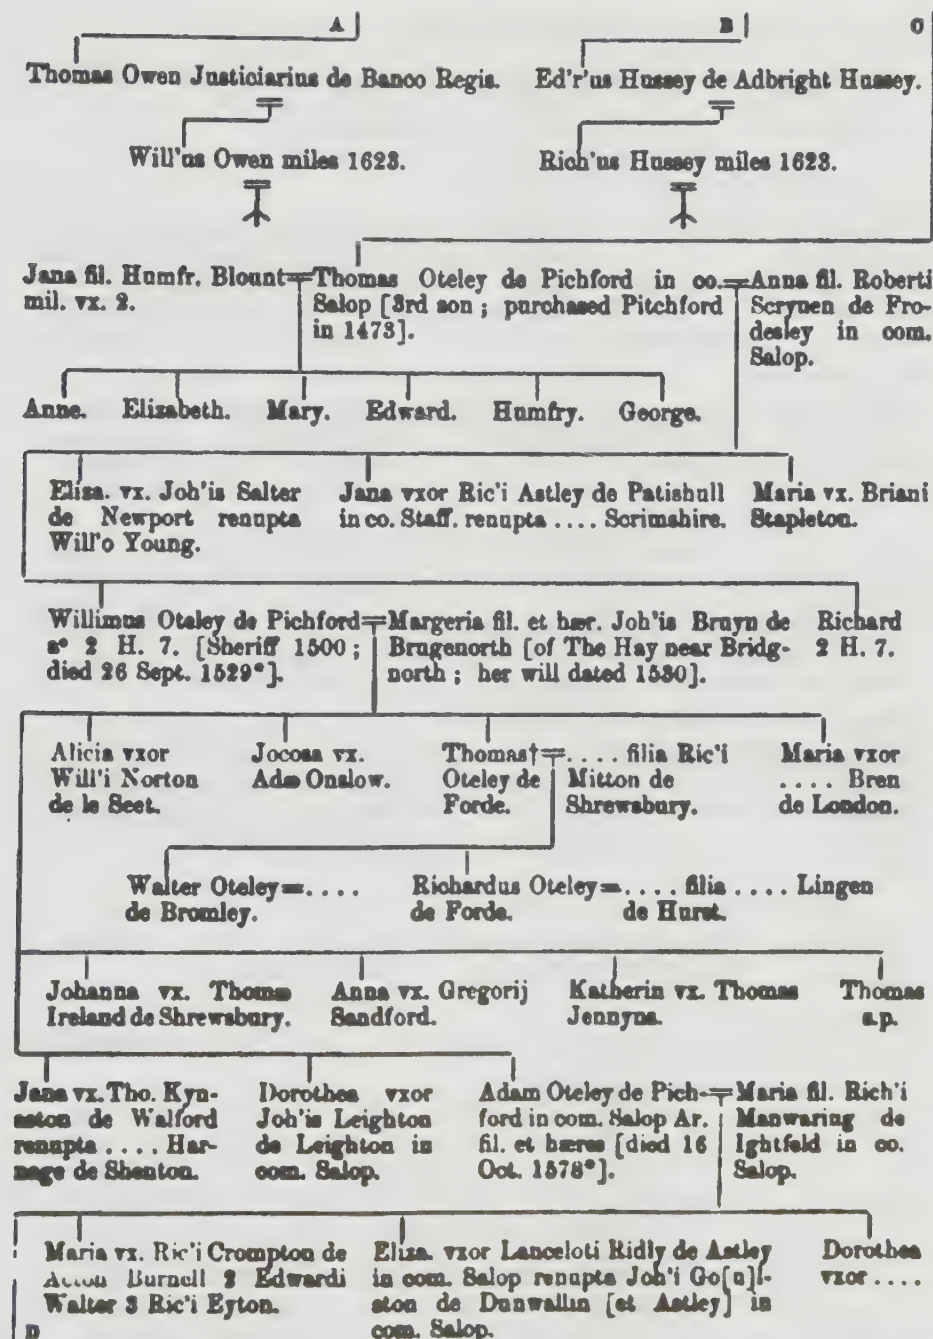 A B C
Thomas Owen Justiciarius de Banco Regis. Ed'r'us Hussey de Adbright Hussey.
Will'us Owen miles 1623. Rich'us Hussey miles 1623.
Jana fil. Humfr. Blount
mil. vx. 2.
Thomas Oteley de Pichford in co.
Salop [3rd son ; purchased Pitchford
in 1473].
Anna fil. Roberti
Scryuen de Fro-
desley in com.
Salop.
Anne. Elizabeth. Mary. Edward. Humfry. George.
Eliza. vx. Joh'is Salter
de Newport renupta
Will'o Young.
Jana vxor Ric'i Astley de Patishull
in co. Staff. renupta .... Scrimshire.
Maria vx. Briani
Stapleton.
Willimus Oteley de Pichford
a° 2 H. 7. [Sheriff 1500 ;
died 26 Sept. 1529*].
Margeria fil. et hær. Joh'is Bruyn de
Brugenorth [of The Hay near Bridg-
north ; her will dated 1530].
Richard
2 H. 7.
Alicia vxor
Will'i Norton
de le Seet.
Jocosa vx.
Adæ Onslow.
Thomas†
Oteley de
Forde.
.... filia Ric'i
Mitton de
Shrewsbury.
Maria vxor
.... Bren
de London.
Walter Oteley=....
de Bromley.
Richardus Oteley=.... filia .... Lingen
de Forde. de Hurst.
Johanna vx. Thomæ
Ireland de Shrewsbury.
Anna vx. Gregorij
Sandford.
Katherin vx. Thomæ
Jennyns.
Thomas
s.p.
Jana vx. Tho. Kyn-
aston de Walford
renupta .... Har-
nage de Shenton.
Dorothea vxor
Joh'is Leighton
de Leighton in
com. Salop.
Adam Oteley de Pich-
ford in com. Salop Ar.
fil. et hæres [died 16
Oct. 1578*].
Maria fil. Rich'i
Manwaring de
Ightfeld in co.
Salop.
Maria vx. Ric'i Crompton de
Acton Burnell 2 Edwardi
Walter 3 Ric'i Eyton.
Eliza. vxor Lanceloti Ridly de Astley
in com. Salop renupta Joh'i Go[u]l-
ston de Dunwallin [et Astley] in
com. Salop.
Dorothea
vxor ....
D